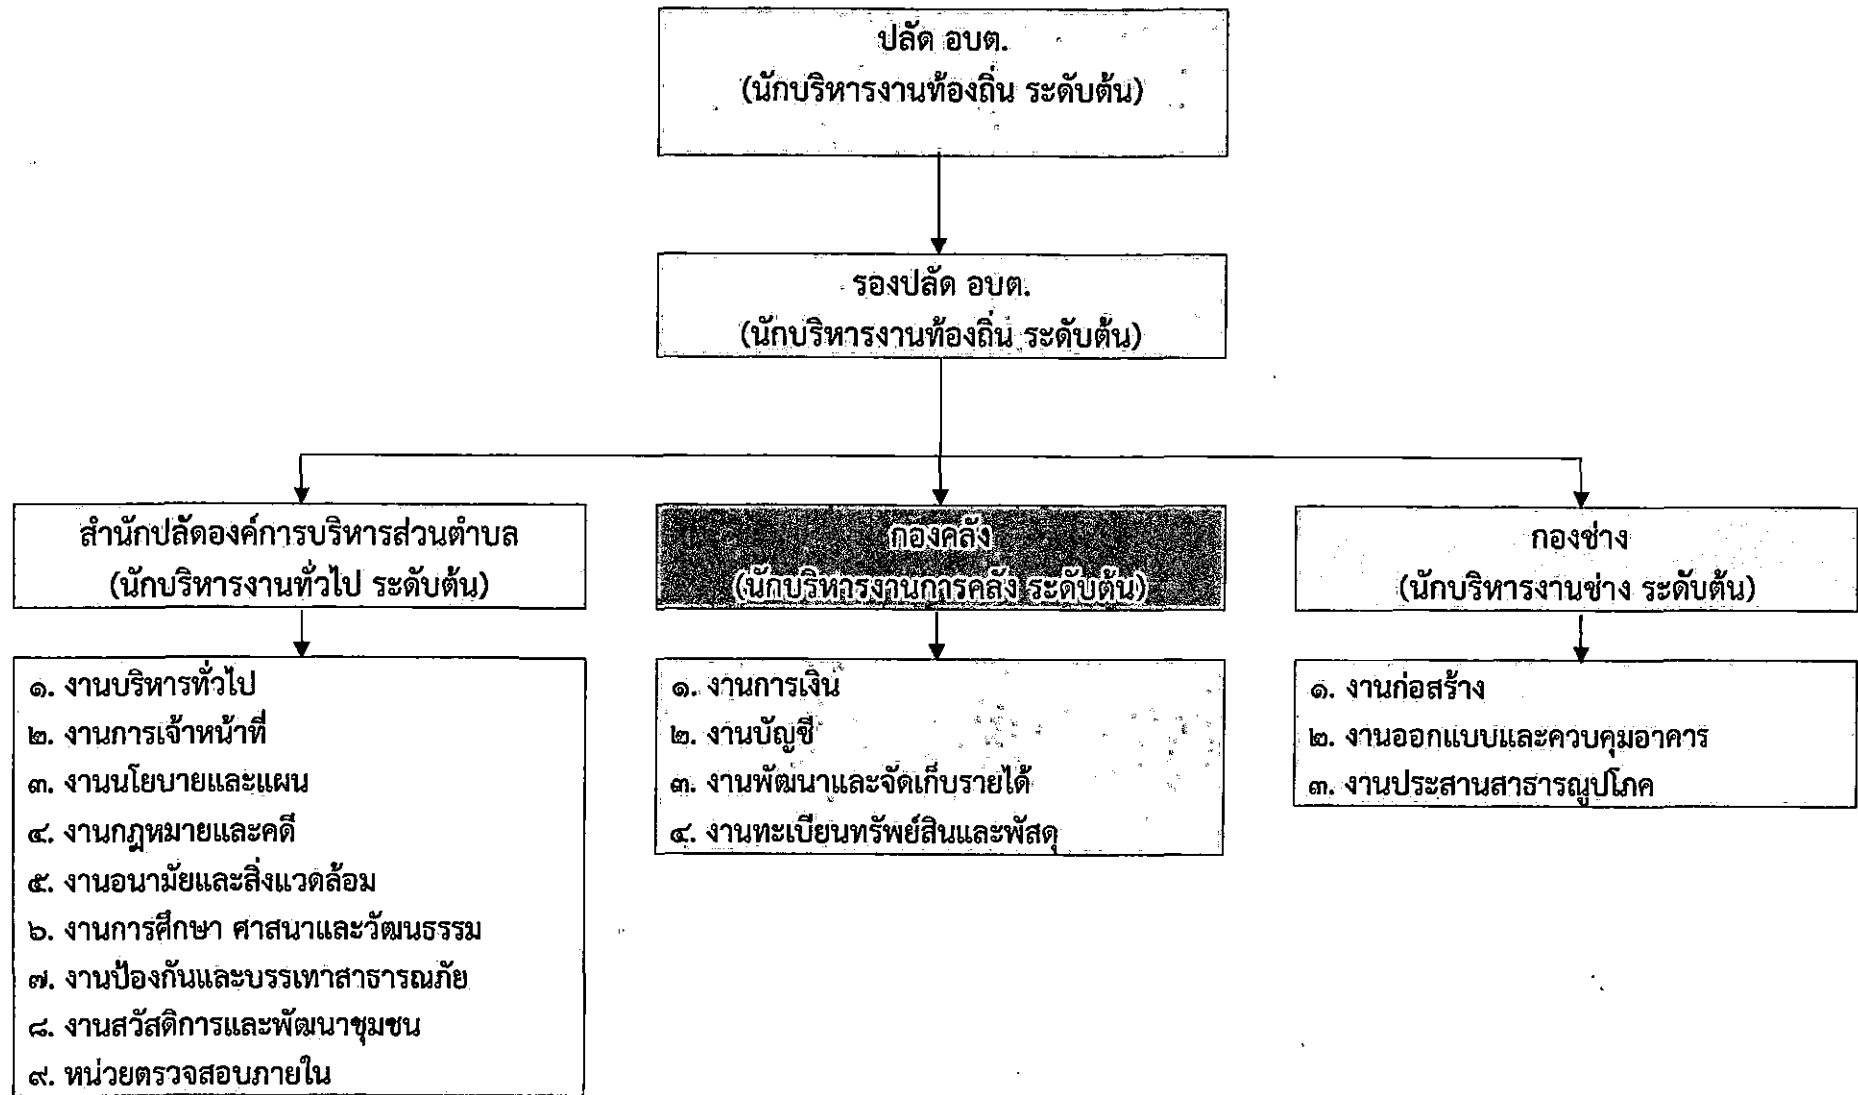 ปลัด อบต.
(นักบริหารงานท้องถิ่น ระดับต้น)
รองปลัด อบต.
(นักบริหารงานท้องถิ่น ระดับต้น)
สำนักปลัดองค์การบริหารส่วนตำบล
(นักบริหารงานทั่วไป ระดับต้น)
๑. งานบริหารทั่วไป
๒. งานการเจ้าหน้าที่
๓. งานนโยบายและแผน
๔. งานกฎหมายและคดี
๕. งานอนามัยและสิ่งแวดล้อม
๖. งานการศึกษา ศาสนาและวัฒนธรรม
๗. งานป้องกันและบรรเทาสาธารณภัย
๘. งานสวัสดิการและพัฒนาชุมชน
๙. หน่วยตรวจสอบภายใน
กองคลัง
(นักบริหารงานการคลัง ระดับต้น)
๑. งานการเงิน
๒. งานบัญชี
๓. งานพัฒนาและจัดเก็บรายได้
๔. งานทะเบียนทรัพย์สินและพัสดุ
กองช่าง
(นักบริหารงานช่าง ระดับต้น)
๑. งานก่อสร้าง
๒. งานออกแบบและควบคุมอาคาร
๓. งานประสานสาธารณูปโภค